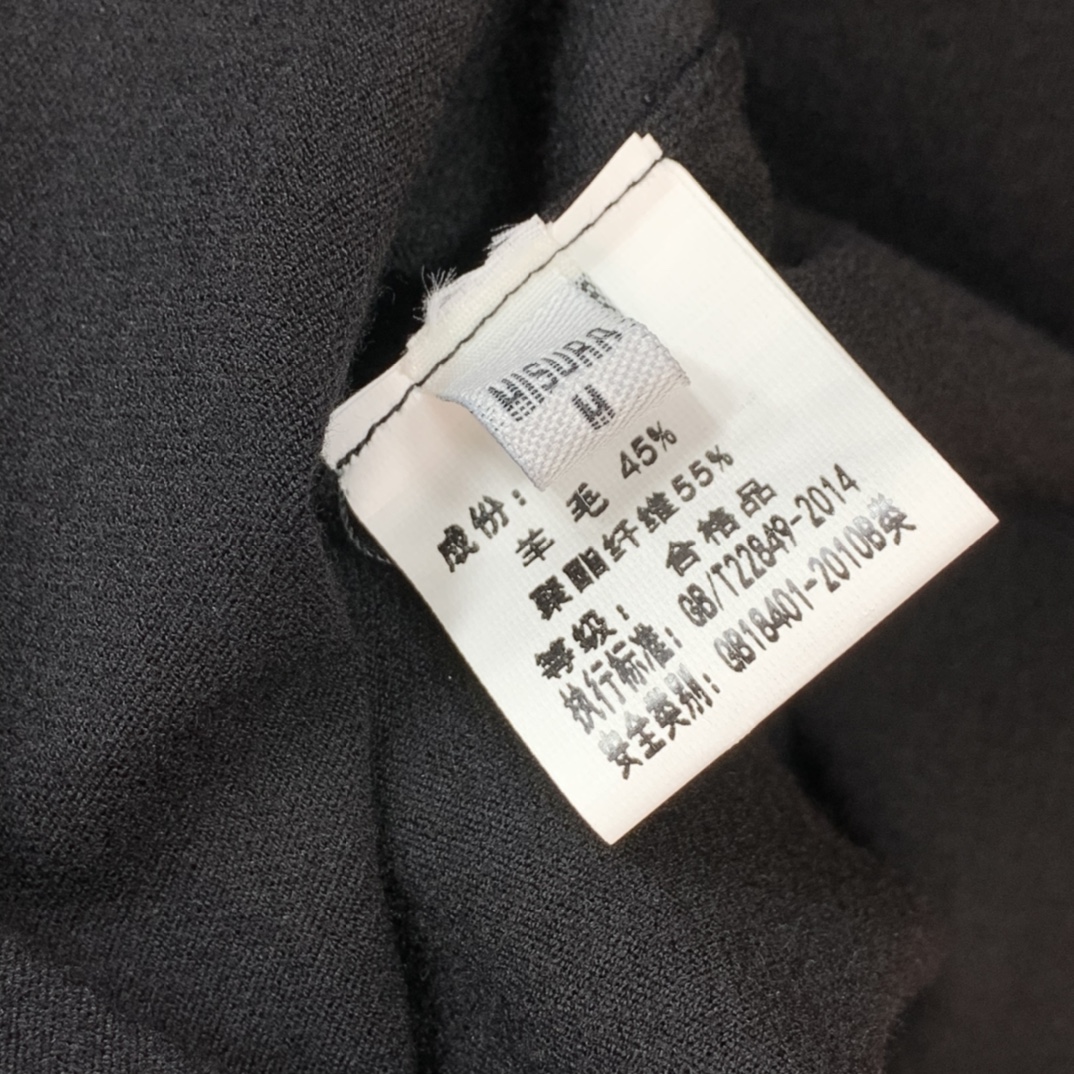 MISURA
M
成份：
羊 毛 45%
聚酯纤维55%
等级： 合格品
执行标准： GB/T22849-2014
安全类别： GB18401-2010B类